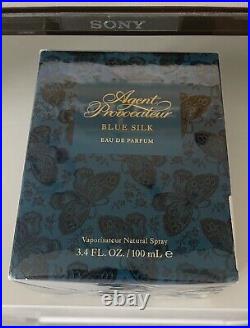 SONY
Agent
Provocateur
BLUE SILK
EAU DE PARFUM
Vaporisateur Natural Spray
3.4 FL. OZ. / 100 mL e